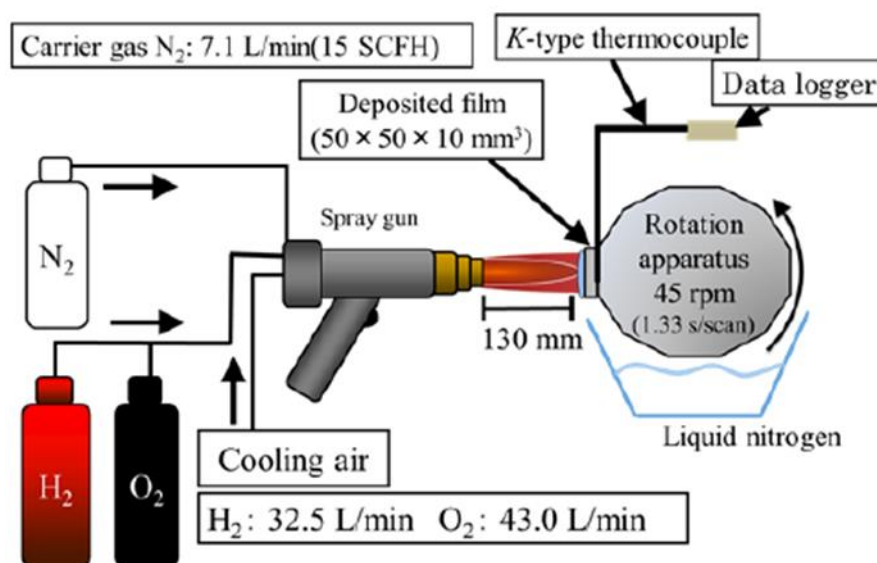 Carrier gas N₂: 7.1 L/min(15 SCFH)
K-type thermocouple
Data logger
Deposited film
(50 × 50 × 10 mm³)
Spray gun
N₂
Rotation
apparatus
45 rpm
(1.33 s/scan)
130 mm
Liquid nitrogen
Cooling air
H₂
O₂
H₂: 32.5 L/min O₂: 43.0 L/min